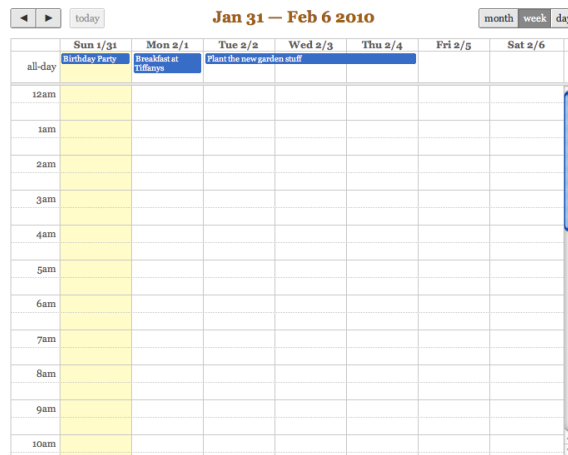 today
Jan 31 — Feb 6 2010
month week day
Sun 1/31 Mon 2/1 Tue 2/2 Wed 2/3 Thu 2/4 Fri 2/5 Sat 2/6
all-day
Birthday Party
Breakfast at
Tiffanys
Plant the new garden stuff
12am
1am
2am
3am
4am
5am
6am
7am
8am
9am
10am